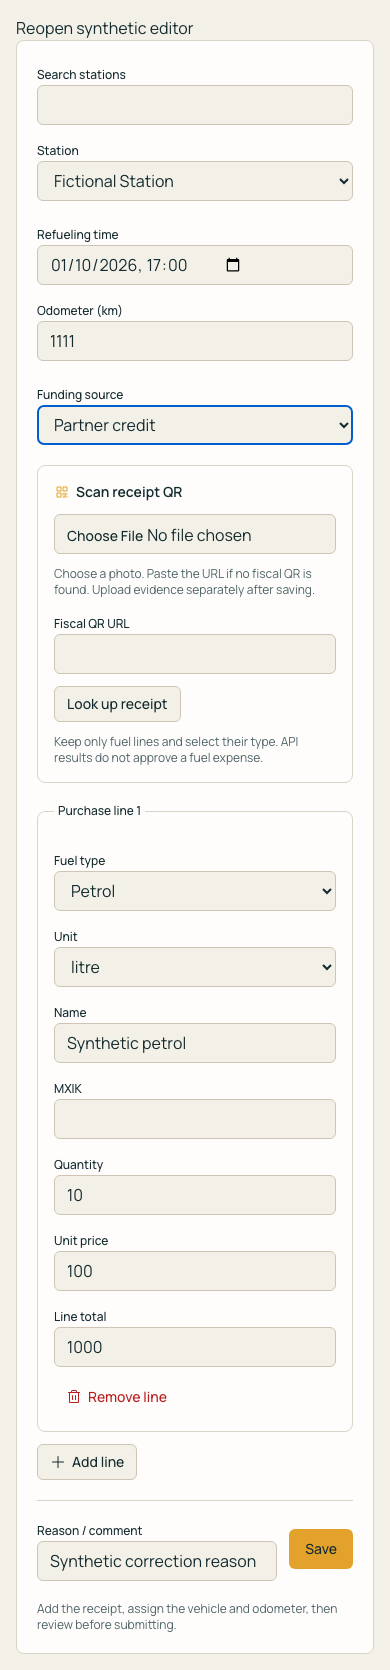 Reopen synthetic editor
Search stations
Station
Fictional Station
Refueling time
01/10/2026, 17:00
Odometer (km)
1111
Funding source
Partner credit
Scan receipt QR
Choose File No file chosen
Choose a photo. Paste the URL if no fiscal QR is
found. Upload evidence separately after saving.
Fiscal QR URL
Look up receipt
Keep only fuel lines and select their type. API
results do not approve a fuel expense.
Purchase line 1
Fuel type
Petrol
Unit
litre
Name
Synthetic petrol
MXIK
Quantity
10
Unit price
100
Line total
1000
Remove line
Add line
Reason / comment
Synthetic correction reason
Save
Add the receipt, assign the vehicle and odometer, then
review before submitting.